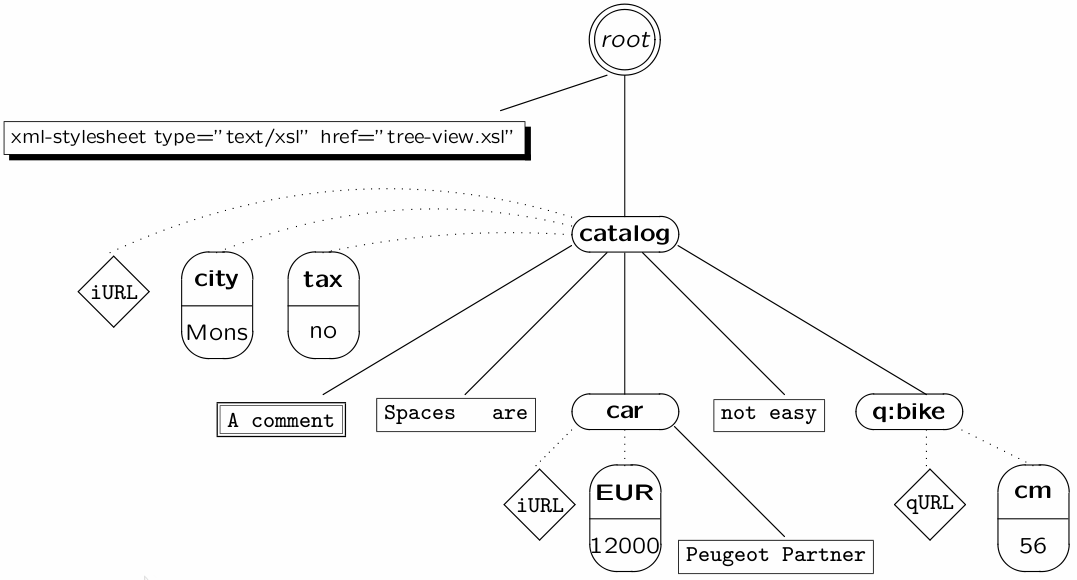 root
xml-stylesheet type="text/xsl" href="tree-view.xsl"
catalog
iURL
city
Mons
tax
no
A comment
Spaces   are
car
not easy
q:bike
iURL
EUR
12000
Peugeot Partner
qURL
cm
56